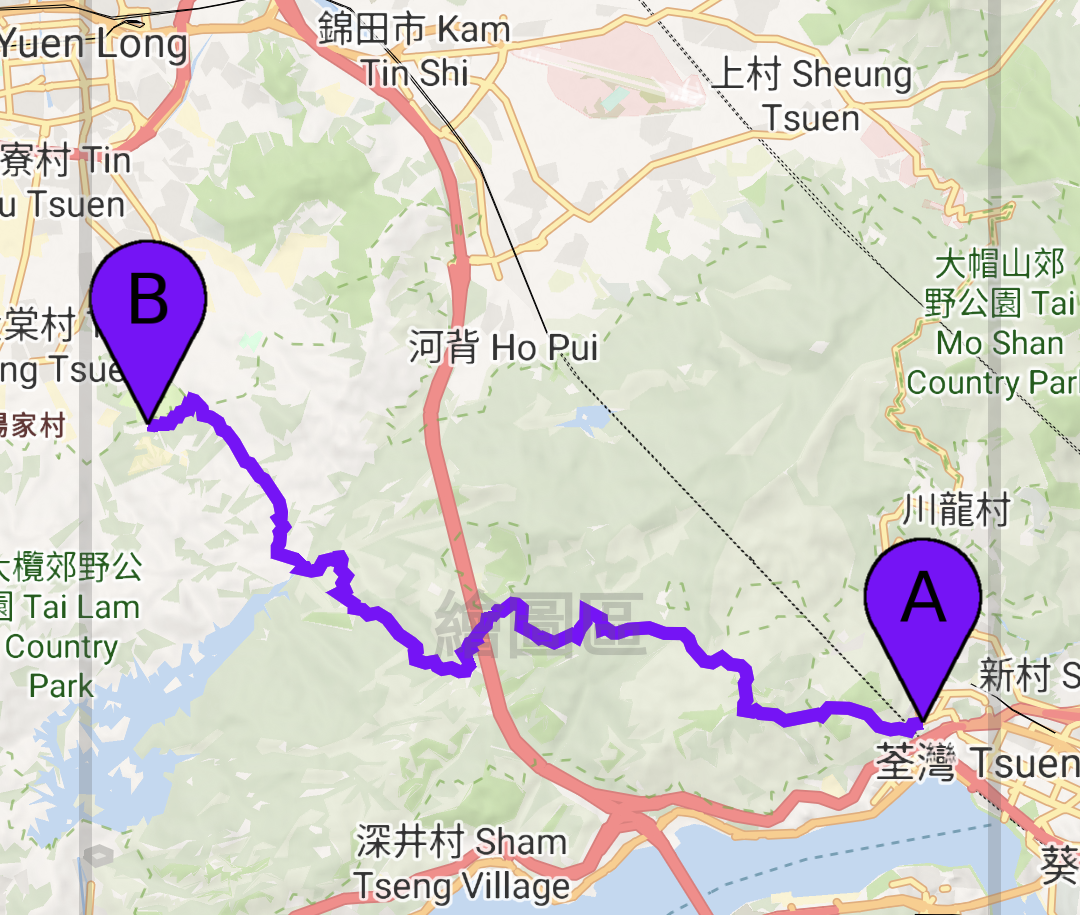 錦田市 Kam
Tin Shi
Yuen Long
上村 Sheung
Tsuen
寮村 Tin
u Tsuen
大帽山郊
野公園 Tai
Mo Shan
Country Park
B
棠村 T
ng Tsue
河背 Ho Pui
楊家村
川龍村
大欖郊野公
園 Tai Lam
Country
Park
A
繪圖區
新村 S
荃灣 Tsuen
深井村 Sham
Tseng Village
葵